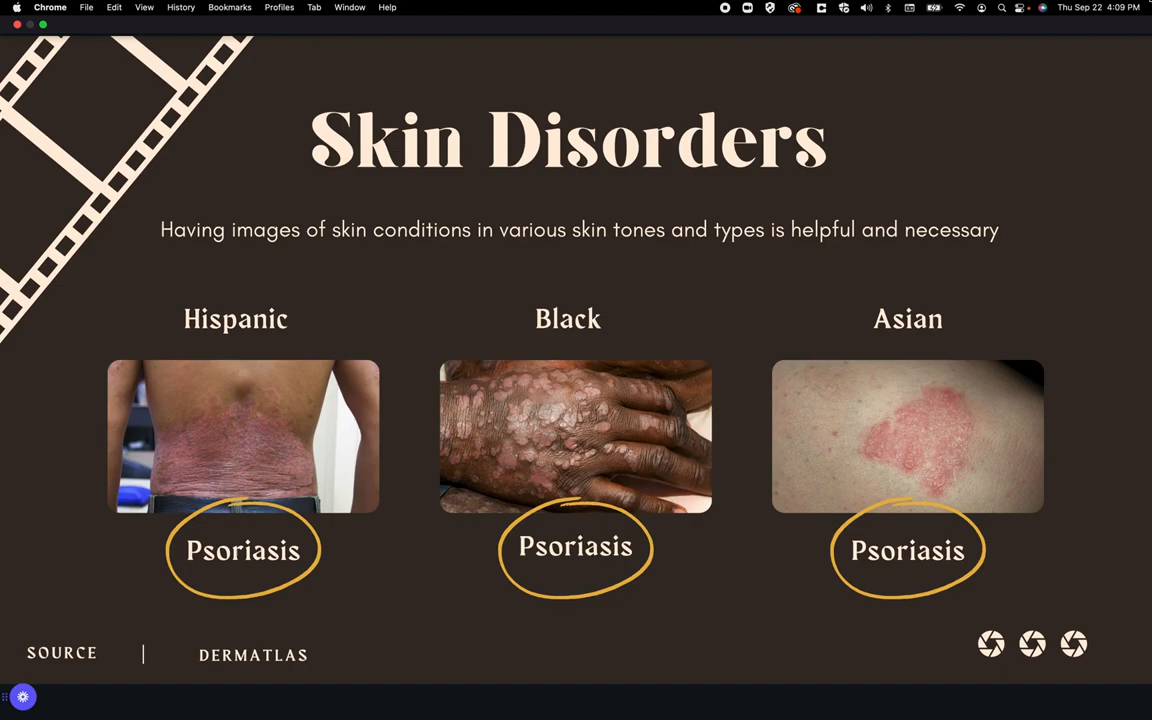 Chrome File Edit View History Bookmarks Profiles Tab Window Help Thu Sep 22 4:09 PM
Skin Disorders
Having images of skin conditions in various skin tones and types is helpful and necessary
Hispanic Black Asian
Psoriasis Psoriasis Psoriasis
SOURCE | DERMATLAS